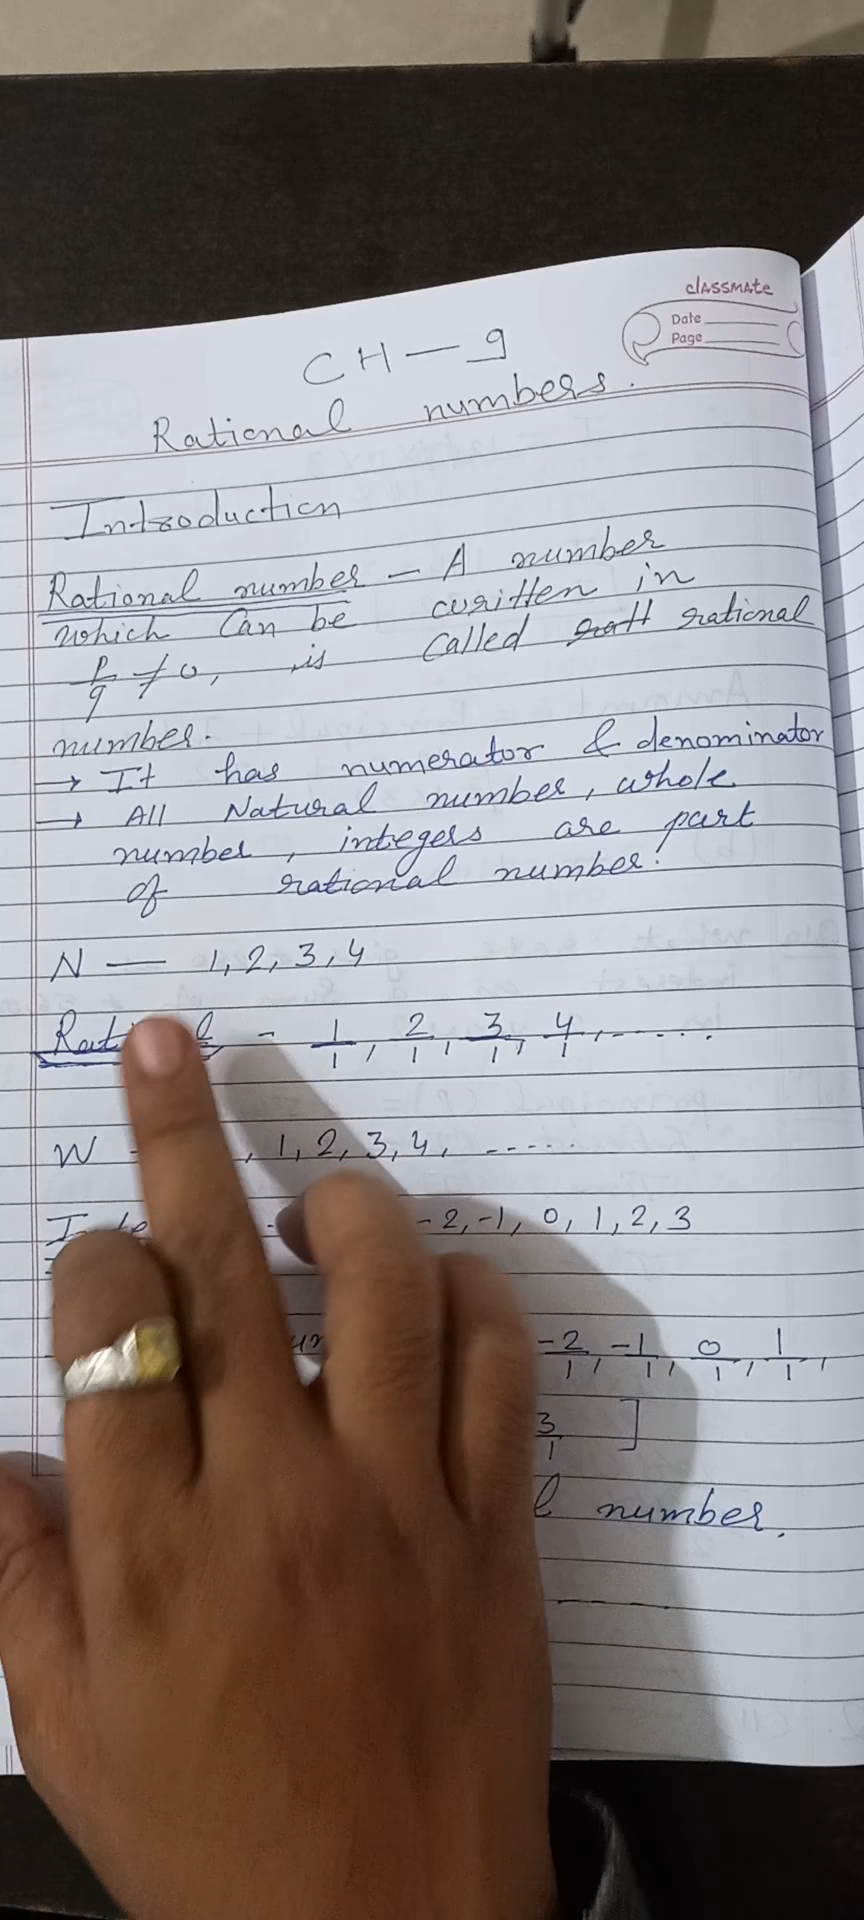 classmate
Date
Page
CH - 9
Rational numbers.
Introduction
Rational number - A number
which can be written in
p/q ≠ 0, is called rational
number.
→ It has numerator & denominator
→ All Natural number, whole
number, integers are part
of rational number.
N — 1, 2, 3, 4
- 1/1, 2/1, 3/1, 4/1, .....
W , 1, 2, 3, 4, .....
-2, -1, 0, 1, 2, 3
-2/1, -1/1, 0/1, 1/1,
3/1 ]
number.